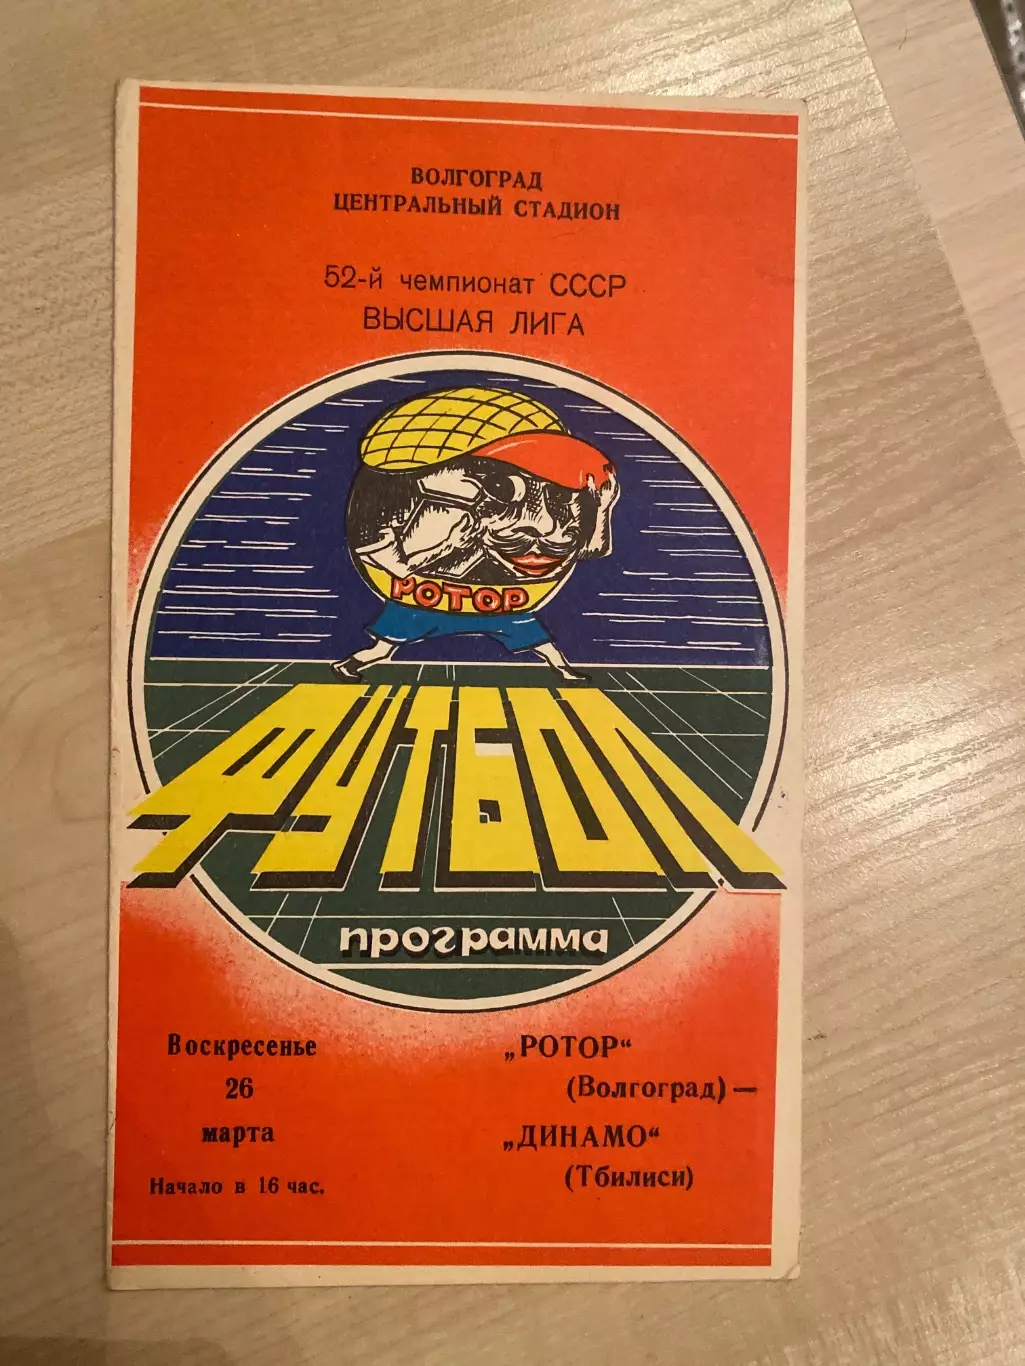 ВОЛГОГРАД
ЦЕНТРАЛЬНЫЙ СТАДИОН
52-й чемпионат СССР
ВЫСШАЯ ЛИГА
РОТОР
ФУТБОЛ
программа
Воскресенье
26
марта
Начало в 16 час.
„РОТОР“
(Волгоград) —
„ДИНАМО“
(Тбилиси)